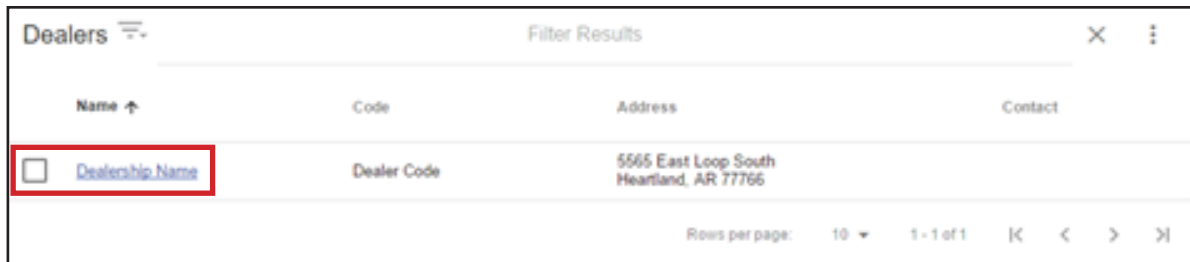 Dealers
Filter Results
Name Code Address Contact
Dealership Name Dealer Code 5565 East Loop South
Heartland, AR 77766
Rows per page: 10 1 - 1 of 1